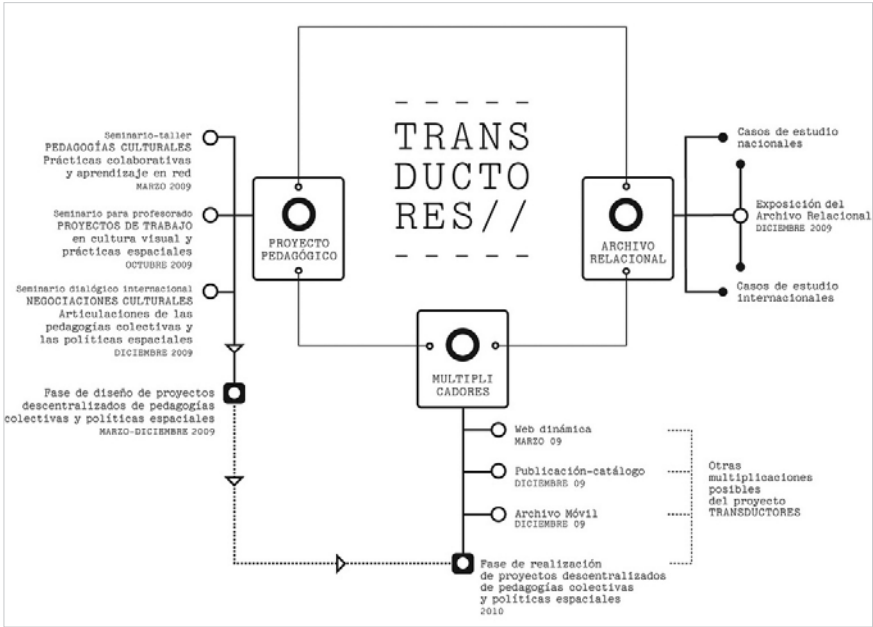 TRANS
DUCTO
RES//
Seminario-taller
PEDAGOGÍAS CULTURALES
Prácticas colaborativas
y aprendizaje en red
MARZO 2009
Seminario para profesorado
PROYECTOS DE TRABAJO
en cultura visual y
prácticas espaciales
OCTUBRE 2009
Seminario dialógico internacional
NEGOCIACIONES CULTURALES
Articulaciones de las
pedagogías colectivas y
las políticas espaciales
DICIEMBRE 2009
Fase de diseño de proyectos
descentralizados de pedagogías
colectivas y políticas espaciales
MARZO-DICIEMBRE 2009
PROYECTO
PEDAGÓGICO
ARCHIVO
RELACIONAL
Casos de estudio
nacionales
Exposición del
Archivo Relacional
DICIEMBRE 2009
Casos de estudio
internacionales
MULTIPLI
CADORES
Web dinámica
MARZO 09
Publicación-catálogo
DICIEMBRE 09
Archivo Móvil
DICIEMBRE 09
Fase de realización
de proyectos descentralizados
de pedagogías colectivas
y políticas espaciales
2010
Otras
multiplicaciones
posibles
del proyecto
TRANSDUCTORES